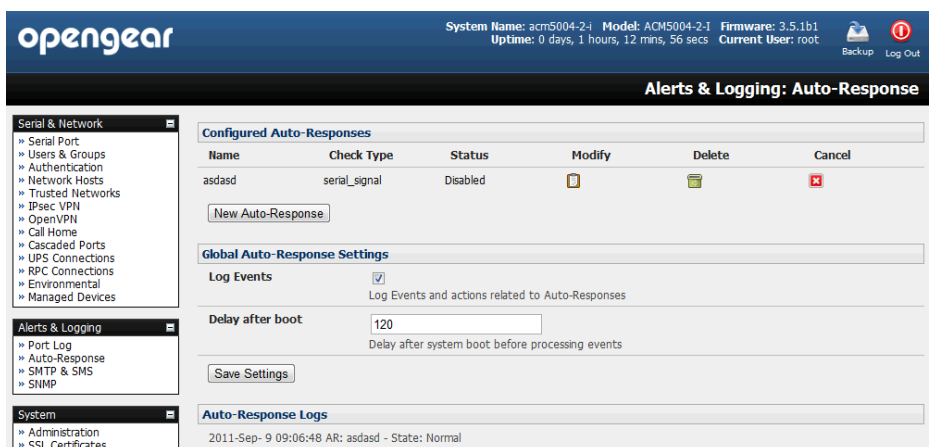 opengear
System Name: acm5004-2-i Model: ACM5004-2-I Firmware: 3.5.1b1
Uptime: 0 days, 1 hours, 12 mins, 56 secs Current User: root
Backup
Log Out
Alerts & Logging: Auto-Response
Serial & Network
» Serial Port
» Users & Groups
» Authentication
» Network Hosts
» Trusted Networks
» IPsec VPN
» OpenVPN
» Call Home
» Cascaded Ports
» UPS Connections
» RPC Connections
» Environmental
» Managed Devices
Alerts & Logging
» Port Log
» Auto-Response
» SMTP & SMS
» SNMP
System
» Administration
» SSL Certificates
Configured Auto-Responses
Name Check Type Status Modify Delete Cancel
asdasd serial_signal Disabled
New Auto-Response
Global Auto-Response Settings
Log Events
Log Events and actions related to Auto-Responses
Delay after boot 120
Delay after system boot before processing events
Save Settings
Auto-Response Logs
2011-Sep- 9 09:06:48 AR: asdasd - State: Normal